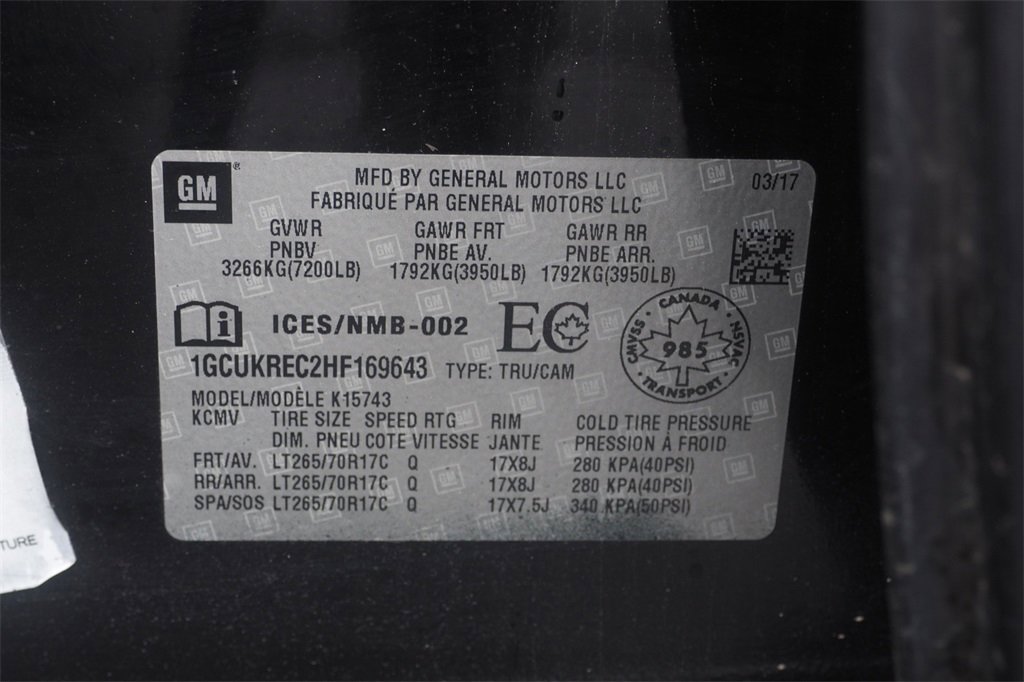 GM
MFD BY GENERAL MOTORS LLC 03/17
FABRIQUÉ PAR GENERAL MOTORS LLC
GVWR GAWR FRT GAWR RR
PNBV PNBE AV. PNBE ARR.
3266KG(7200LB) 1792KG(3950LB) 1792KG(3950LB)
i ICES/NMB-002 EC
CANADA
CMVSS 985 NSVAC
TRANSPORT
1GCUKREC2HF169643 TYPE: TRU/CAM
MODEL/MODÈLE K15743
KCMV TIRE SIZE SPEED RTG RIM COLD TIRE PRESSURE
DIM. PNEU COTE VITESSE JANTE PRESSION À FROID
FRT/AV. LT265/70R17C Q 17X8J 280 KPA(40PSI)
RR/ARR. LT265/70R17C Q 17X8J 280 KPA(40PSI)
SPA/SOS LT265/70R17C Q 17X7.5J 340 KPA(50PSI)
TURE